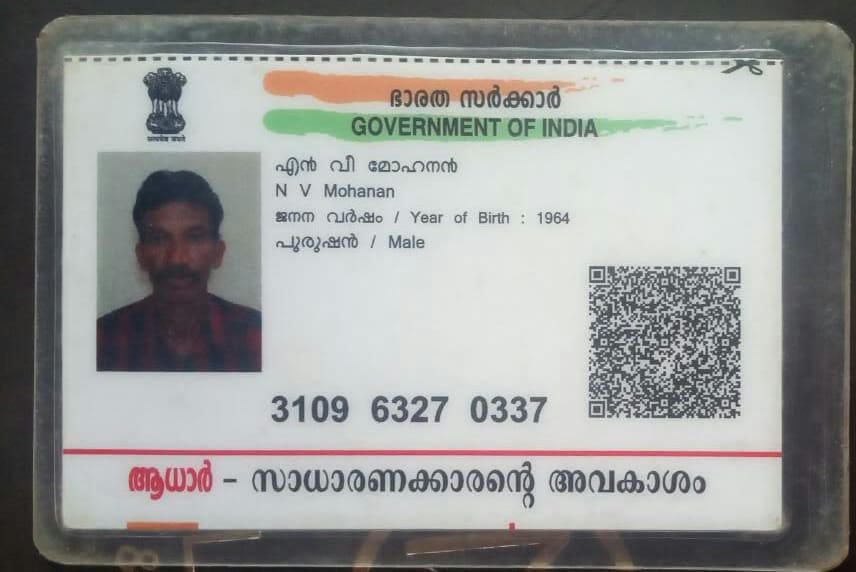 सत्यमेव जयते
ഭാരത സർക്കാർ
GOVERNMENT OF INDIA
എൻ വീ മോഹനൻ
N V Mohanan
ജനന വർഷം / Year of Birth : 1964
പുരുഷൻ / Male
3109 6327 0337
ആധാർ - സാധാരണക്കാരന്റെ അവകാശം